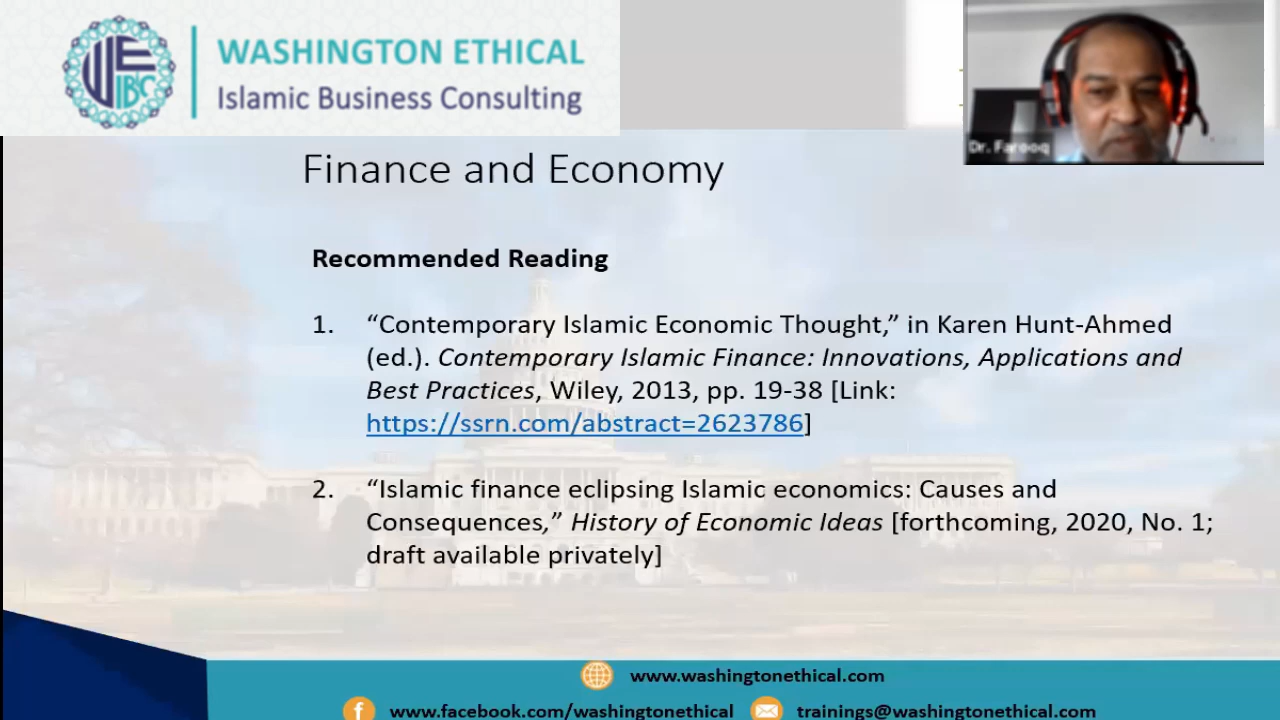 WEIBC
WASHINGTON ETHICAL
Islamic Business Consulting
Dr. Farooq
Finance and Economy
Recommended Reading
1. “Contemporary Islamic Economic Thought,” in Karen Hunt-Ahmed
(ed.). Contemporary Islamic Finance: Innovations, Applications and
Best Practices, Wiley, 2013, pp. 19-38 [Link:
https://ssrn.com/abstract=2623786]
2. “Islamic finance eclipsing Islamic economics: Causes and
Consequences,” History of Economic Ideas [forthcoming, 2020, No. 1;
draft available privately]
www.washingtonethical.com
f www.facebook.com/washingtonethical trainings@washingtonethical.com